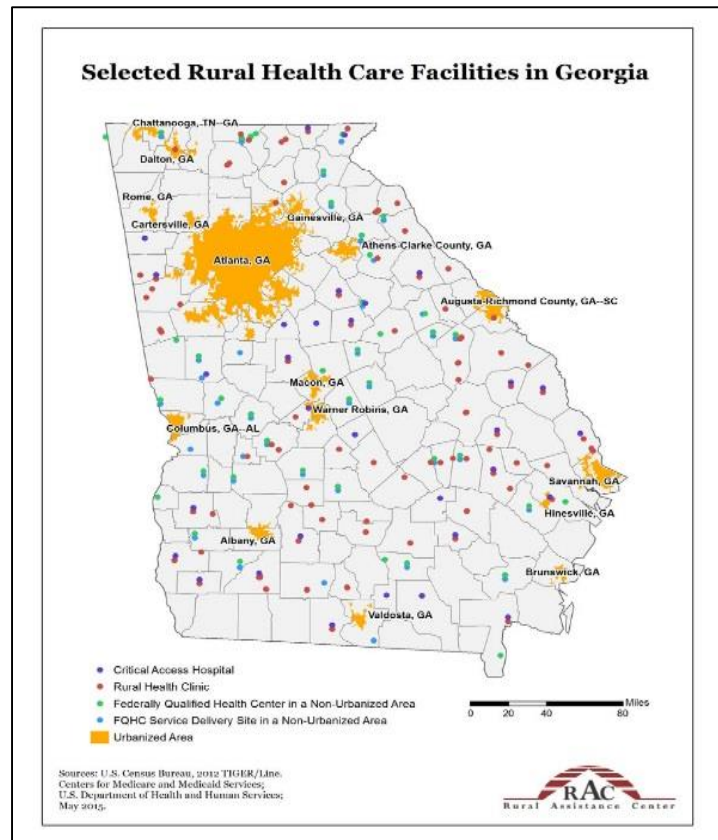 Selected Rural Health Care Facilities in Georgia
Chattanooga, TN--GA
Dalton, GA
Rome, GA
Gainesville, GA
Cartersville, GA
Athens-Clarke County, GA
Atlanta, GA
Augusta-Richmond County, GA--SC
Macon, GA
Warner Robins, GA
Columbus, GA--AL
Savannah, GA
Hinesville, GA
Albany, GA
Brunswick, GA
Valdosta, GA
Critical Access Hospital
Rural Health Clinic
Federally Qualified Health Center in a Non-Urbanized Area
FQHC Service Delivery Site in a Non-Urbanized Area
Urbanized Area
Miles
0 20 40 80
Sources: U.S. Census Bureau, 2012 TIGER/Line.
Centers for Medicare and Medicaid Services;
U.S. Department of Health and Human Services;
May 2015.
RAC
Rural Assistance Center